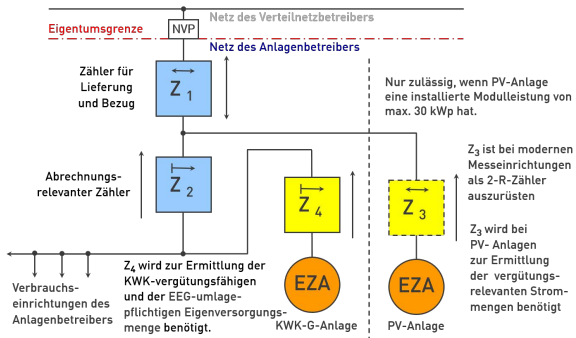 Netz des Verteilnetzbetreibers
Eigentumsgrenze
NVP
Netz des Anlagenbetreibers
Zähler für
Lieferung
und Bezug
Z1
Nur zulässig, wenn PV-Anlage
eine installierte Modulleistung von
max. 30 kWp hat.
Abrechnungs-
relevanter Zähler
Z2
Z4
Z3
Z3 ist bei modernen
Messeinrichtungen
als 2-R-Zähler
auszurüsten
Z3 wird bei
PV- Anlagen
zur Ermittlung
der vergütungs-
relevanten Strom-
mengen benötigt
Verbrauchs-
einrichtungen des
Anlagenbetreibers
Z4 wird zur Ermittlung der
KWK-vergütungsfähigen
und der EEG-umlage-
pflichtigen Eigenversorgungs-
menge benötigt.
EZA
KWK-G-Anlage
EZA
PV-Anlage